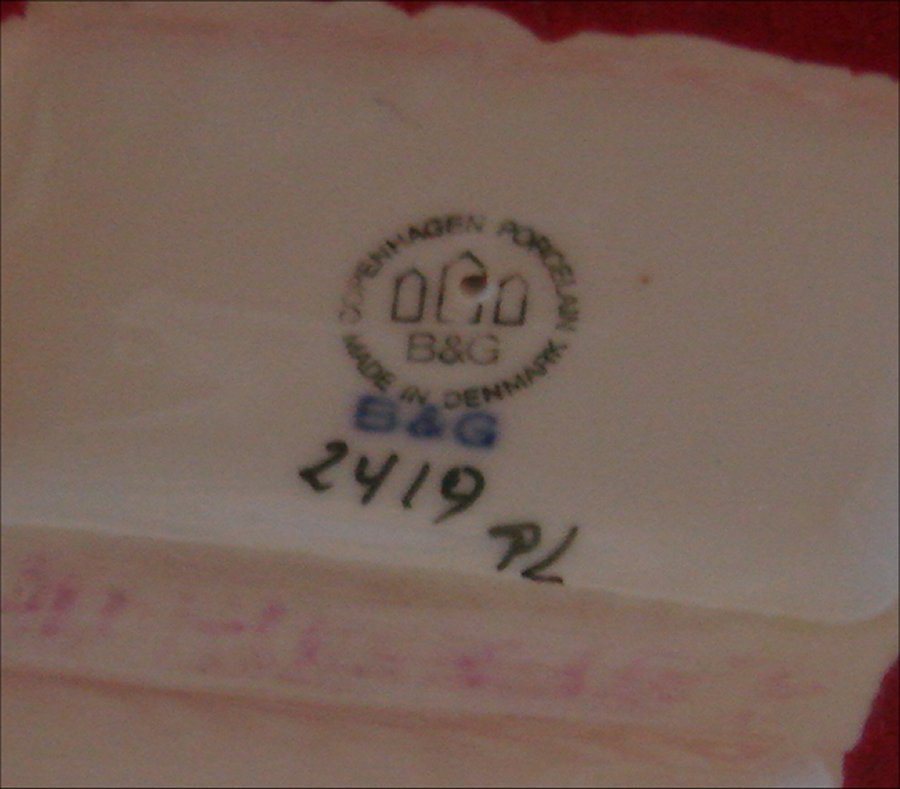 COPENHAGEN PORCELAIN
B&G
MADE IN DENMARK
B&G
2419
PL